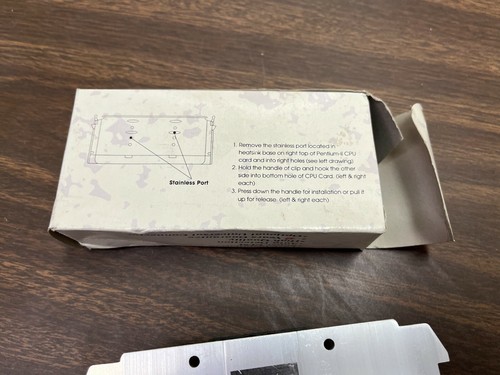 Stainless Port
1. Remove the stainless port located in
heatsink base on right top of Pentium-II CPU
card and into right holes (see left drawing)
2. Hold the handle of clip and hook the other
side into bottom hole of CPU Card. (left & right
each)
3. Press down the handle for installation or pull it
up for release. (left & right each)